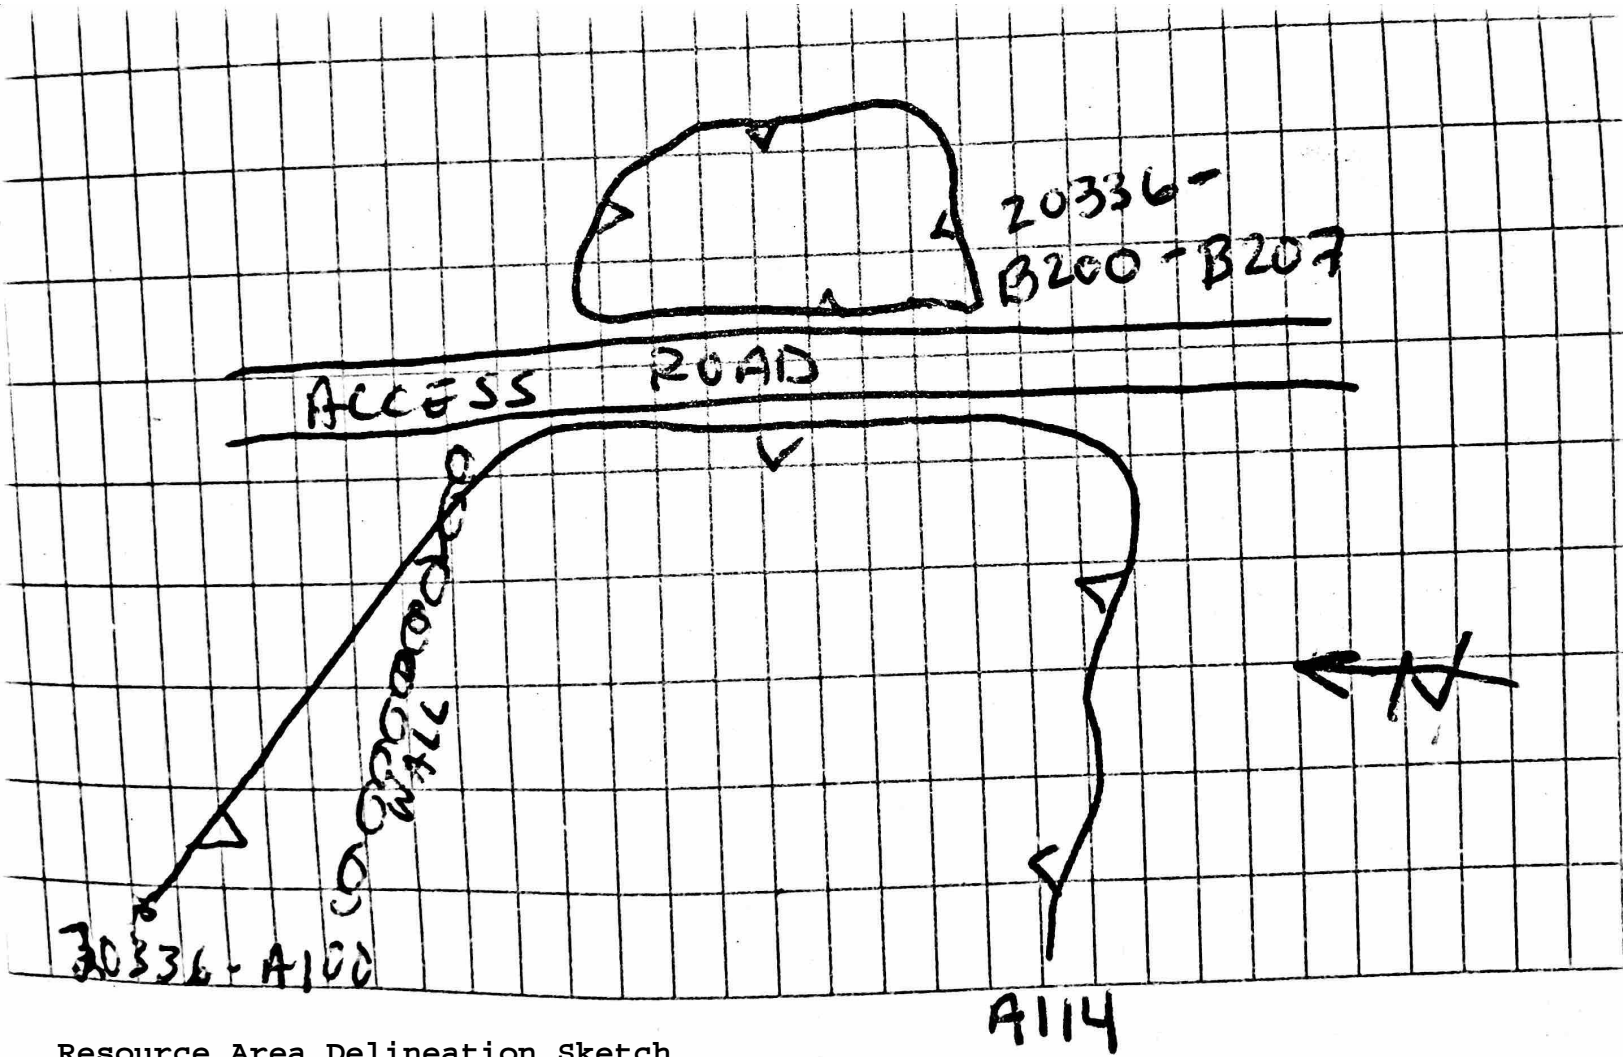 20336-
B200-B207
ACCESS ROAD
WALL
N
20336-A100
A114
Resource Area Delineation Sketch